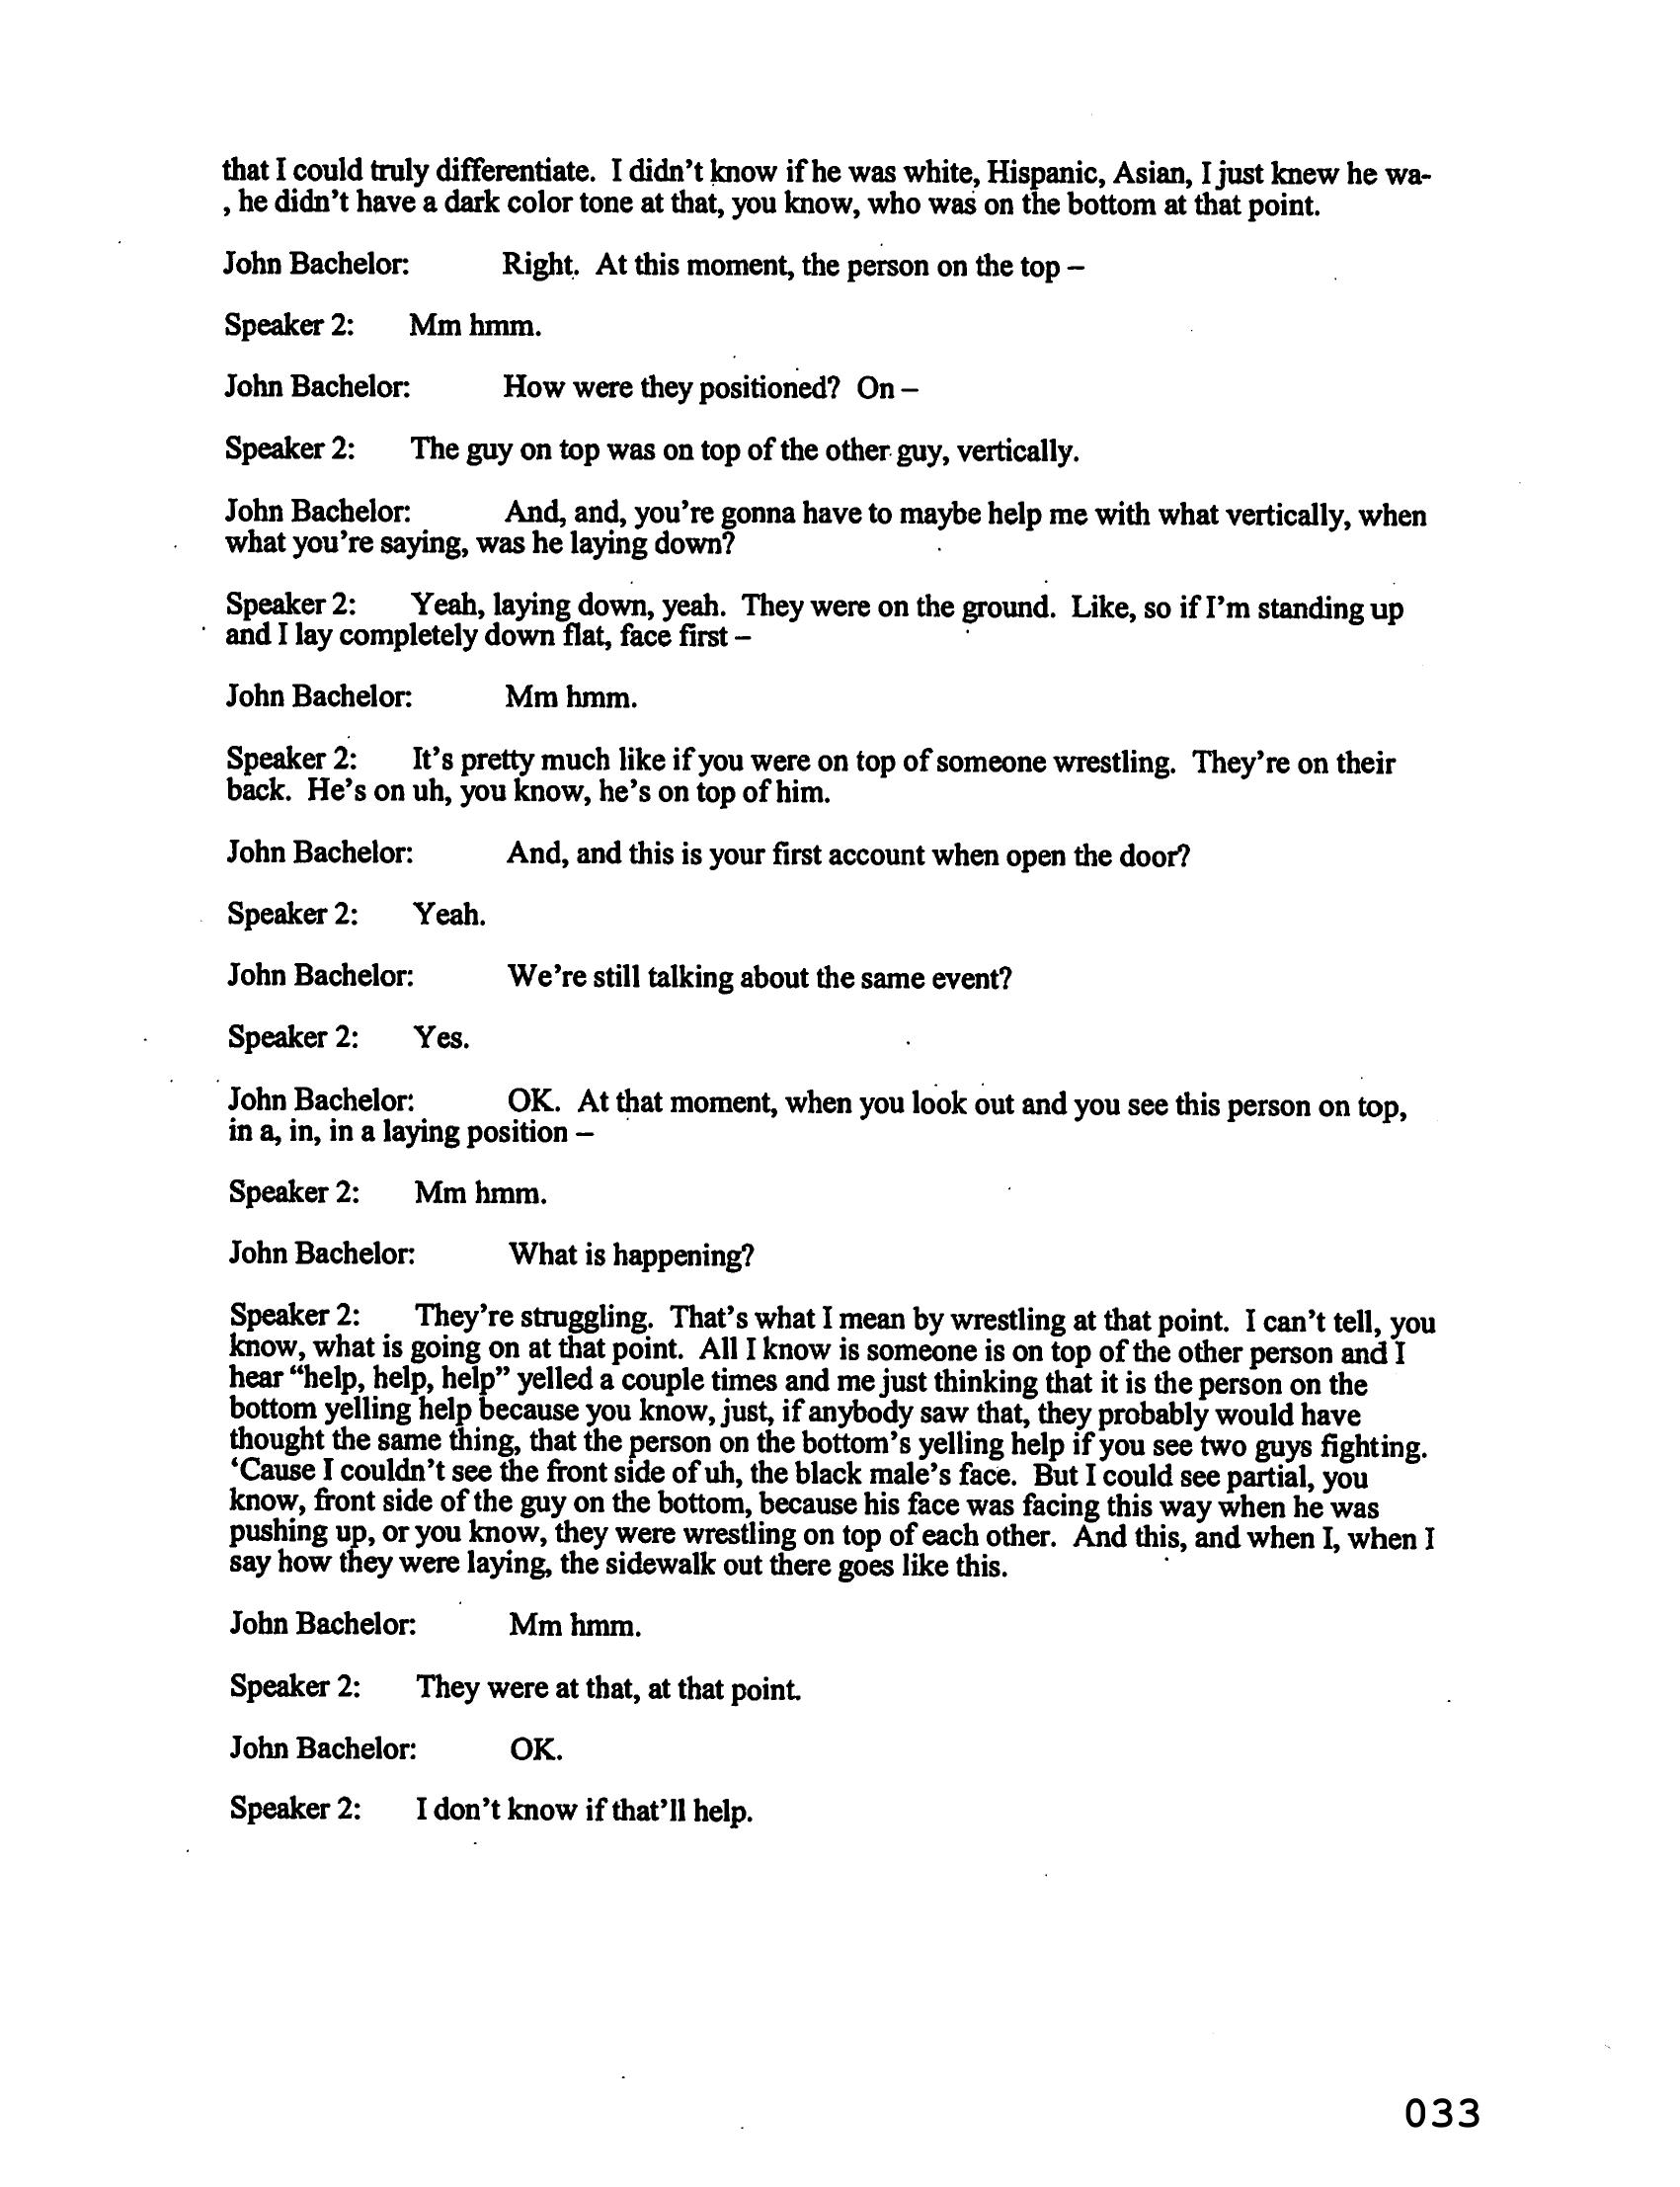 that I could truly differentiate.  I didn't know if he was white, Hispanic, Asian, I just knew he wa-
, he didn't have a dark color tone at that, you know, who was on the bottom at that point.
John Bachelor: Right.  At this moment, the person on the top –
Speaker 2: Mm hmm.
John Bachelor: How were they positioned?  On –
Speaker 2: The guy on top was on top of the other guy, vertically.
John Bachelor: And, and, you're gonna have to maybe help me with what vertically, when
what you're saying, was he laying down?
Speaker 2: Yeah, laying down, yeah.  They were on the ground.  Like, so if I'm standing up
and I lay completely down flat, face first –
John Bachelor: Mm hmm.
Speaker 2: It's pretty much like if you were on top of someone wrestling.  They're on their
back.  He's on uh, you know, he's on top of him.
John Bachelor: And, and this is your first account when open the door?
Speaker 2: Yeah.
John Bachelor: We're still talking about the same event?
Speaker 2: Yes.
John Bachelor: OK.  At that moment, when you look out and you see this person on top,
in a, in, in a laying position –
Speaker 2: Mm hmm.
John Bachelor: What is happening?
Speaker 2: They're struggling.  That's what I mean by wrestling at that point.  I can't tell, you
know, what is going on at that point.  All I know is someone is on top of the other person and I
hear “help, help, help” yelled a couple times and me just thinking that it is the person on the
bottom yelling help because you know, just, if anybody saw that, they probably would have
thought the same thing, that the person on the bottom's yelling help if you see two guys fighting.
‘Cause I couldn't see the front side of uh, the black male's face.  But I could see partial, you
know, front side of the guy on the bottom, because his face was facing this way when he was
pushing up, or you know, they were wrestling on top of each other.  And this, and when I, when I
say how they were laying, the sidewalk out there goes like this.
John Bachelor: Mm hmm.
Speaker 2: They were at that, at that point.
John Bachelor: OK.
Speaker 2: I don't know if that'll help.
033